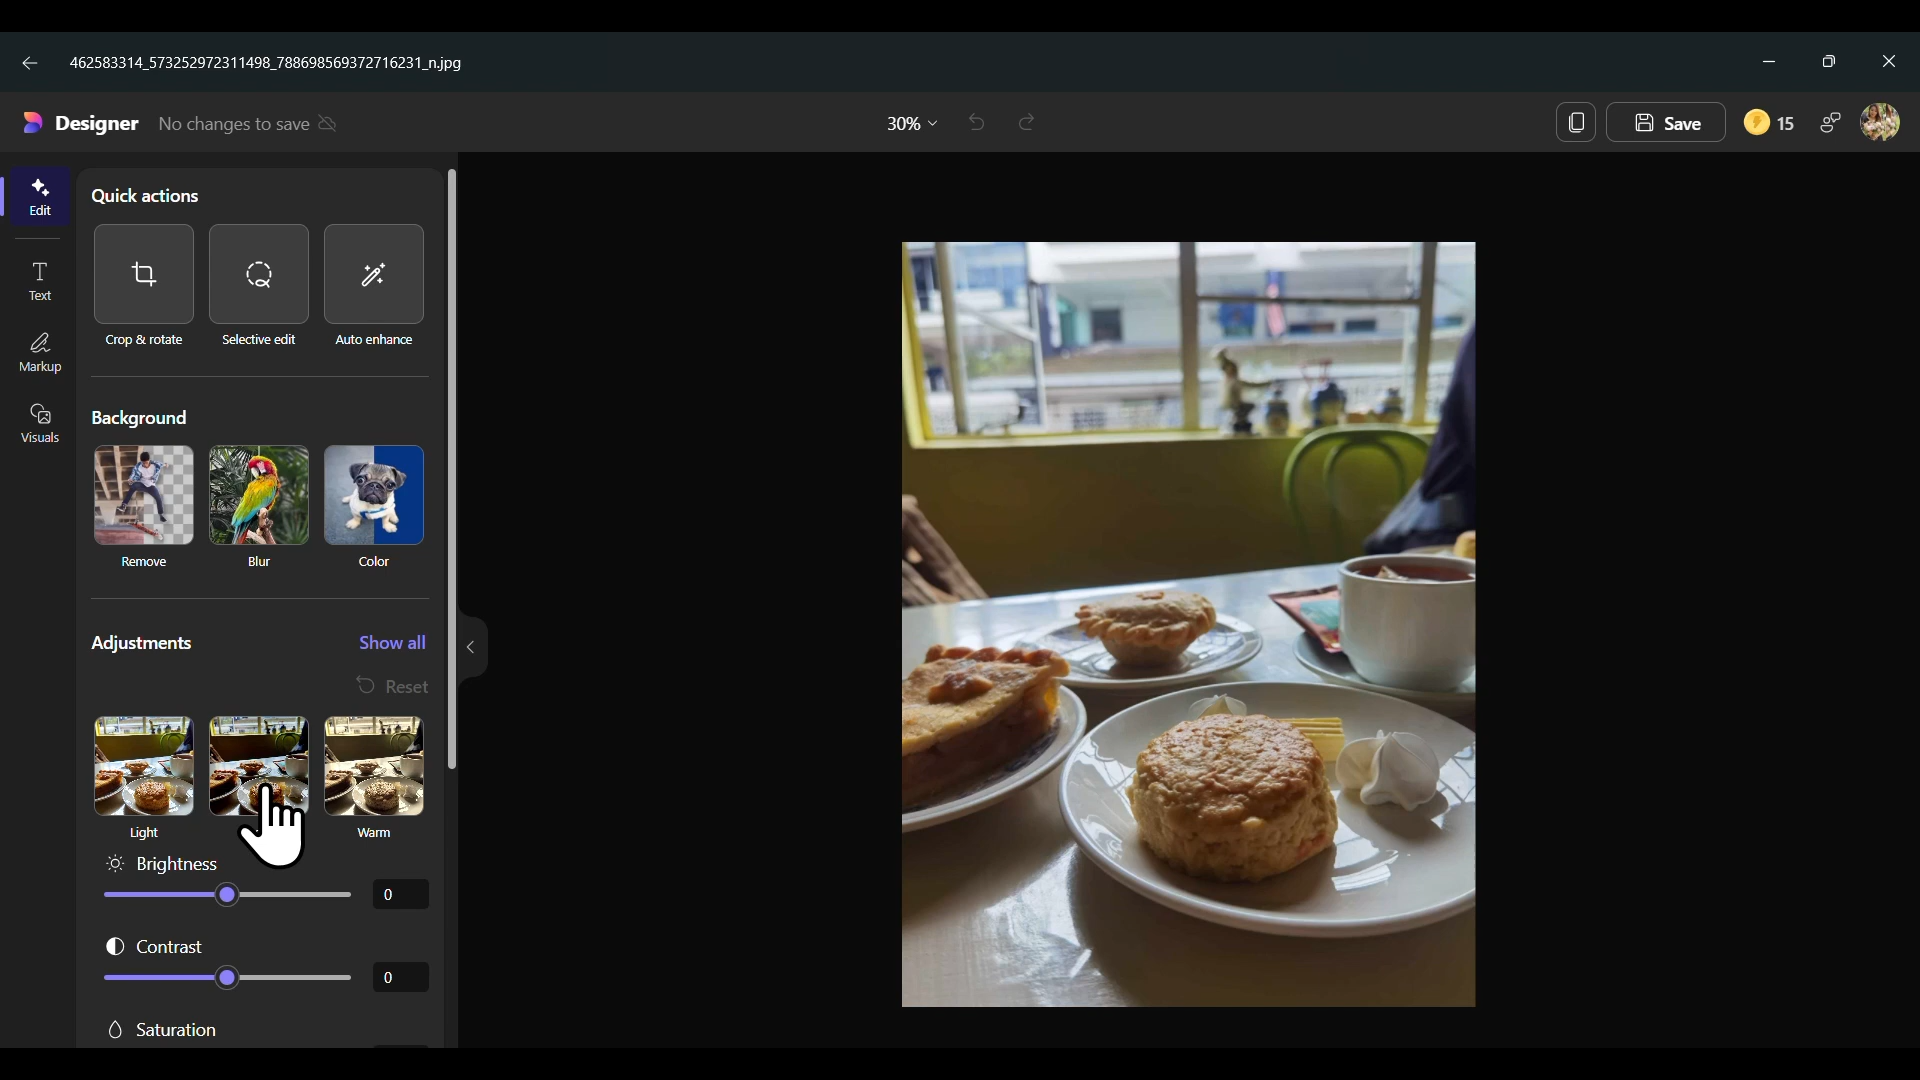 462583314_573252972311498_788698569372716231_n.jpg
Designer No changes to save 30% Save 15
Edit
Text
Markup
Visuals
Quick actions
Crop & rotate Selective edit Auto enhance
Background
Remove Blur Color
Adjustments Show all
Reset
Light Warm
Brightness
0
Contrast
0
Saturation